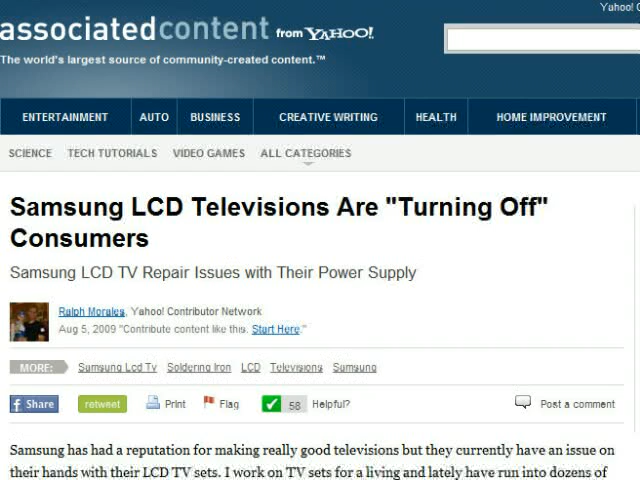 Yahoo!
associatedcontent from YAHOO!
The world's largest source of community-created content.™
ENTERTAINMENT AUTO BUSINESS CREATIVE WRITING HEALTH HOME IMPROVEMENT
SCIENCE TECH TUTORIALS VIDEO GAMES ALL CATEGORIES
Samsung LCD Televisions Are "Turning Off"
Consumers
Samsung LCD TV Repair Issues with Their Power Supply
Ralph Morales, Yahoo! Contributor Network
Aug 5, 2009 "Contribute content like this. Start Here."
MORE: Samsung Lcd Tv Soldering Iron LCD Televisions Samsung
f Share retweet Print Flag 58 Helpful? Post a comment
Samsung has had a reputation for making really good televisions but they currently have an issue on
their hands with their LCD TV sets. I work on TV sets for a living and lately have run into dozens of